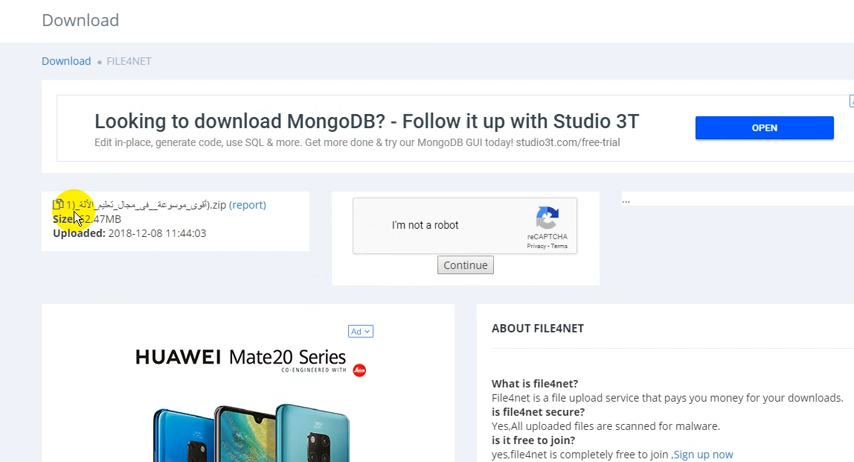 Download
Download • FILE4NET
Looking to download MongoDB? - Follow it up with Studio 3T
Edit in-place, generate code, use SQL & more. Get more done & try our MongoDB GUI today! studio3t.com/free-trial
OPEN
1)_أقوى_موسوعة__فى_مجال_تعليم_الألة).zip (report)
Size: 2.47MB
Uploaded: 2018-12-08 11:44:03
I'm not a robot
reCAPTCHA
Privacy - Terms
Continue
...
Ad
HUAWEI Mate20 Series
CO-ENGINEERED WITH
ABOUT FILE4NET
What is file4net?
File4net is a file upload service that pays you money for your downloads.
is file4net secure?
Yes,All uploaded files are scanned for malware.
is it free to join?
yes,file4net is completely free to join ,Sign up now